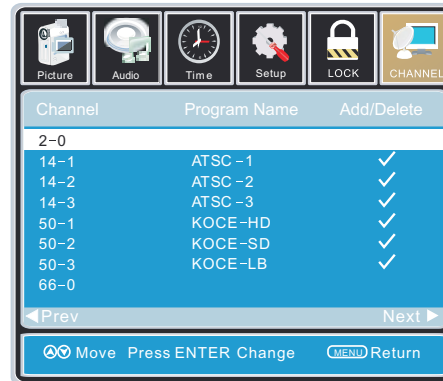 Picture Audio Time Setup LOCK CHANNEL
Channel Program Name Add/Delete
2-0
14-1 ATSC-1 ✓
14-2 ATSC-2 ✓
14-3 ATSC-3 ✓
50-1 KOCE-HD ✓
50-2 KOCE-SD ✓
50-3 KOCE-LB ✓
66-0
◀Prev Next ▶
Move Press ENTER Change MENU Return